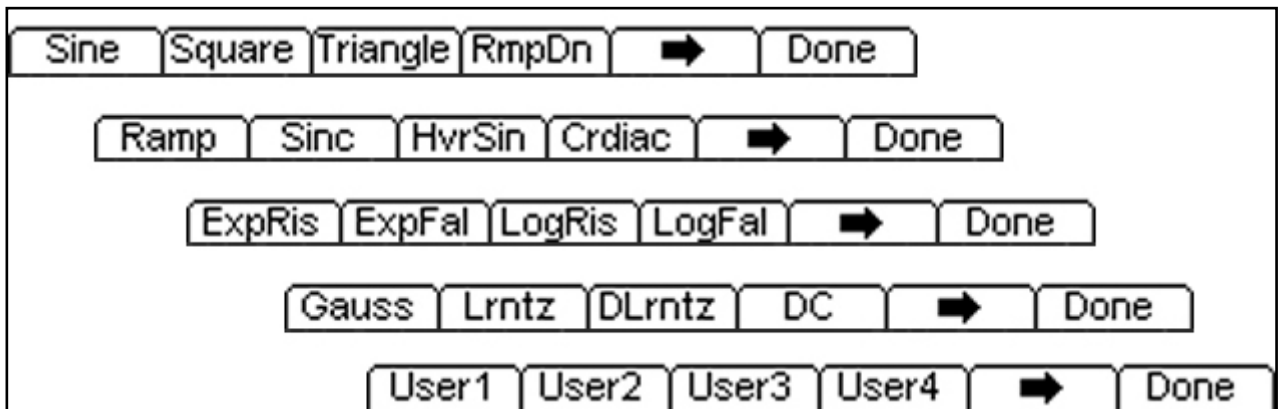 Sine Square Triangle RmpDn ➡ Done
Ramp Sinc HvrSin Crdiac ➡ Done
ExpRis ExpFal LogRis LogFal ➡ Done
Gauss Lrntz DLrntz DC ➡ Done
User1 User2 User3 User4 ➡ Done